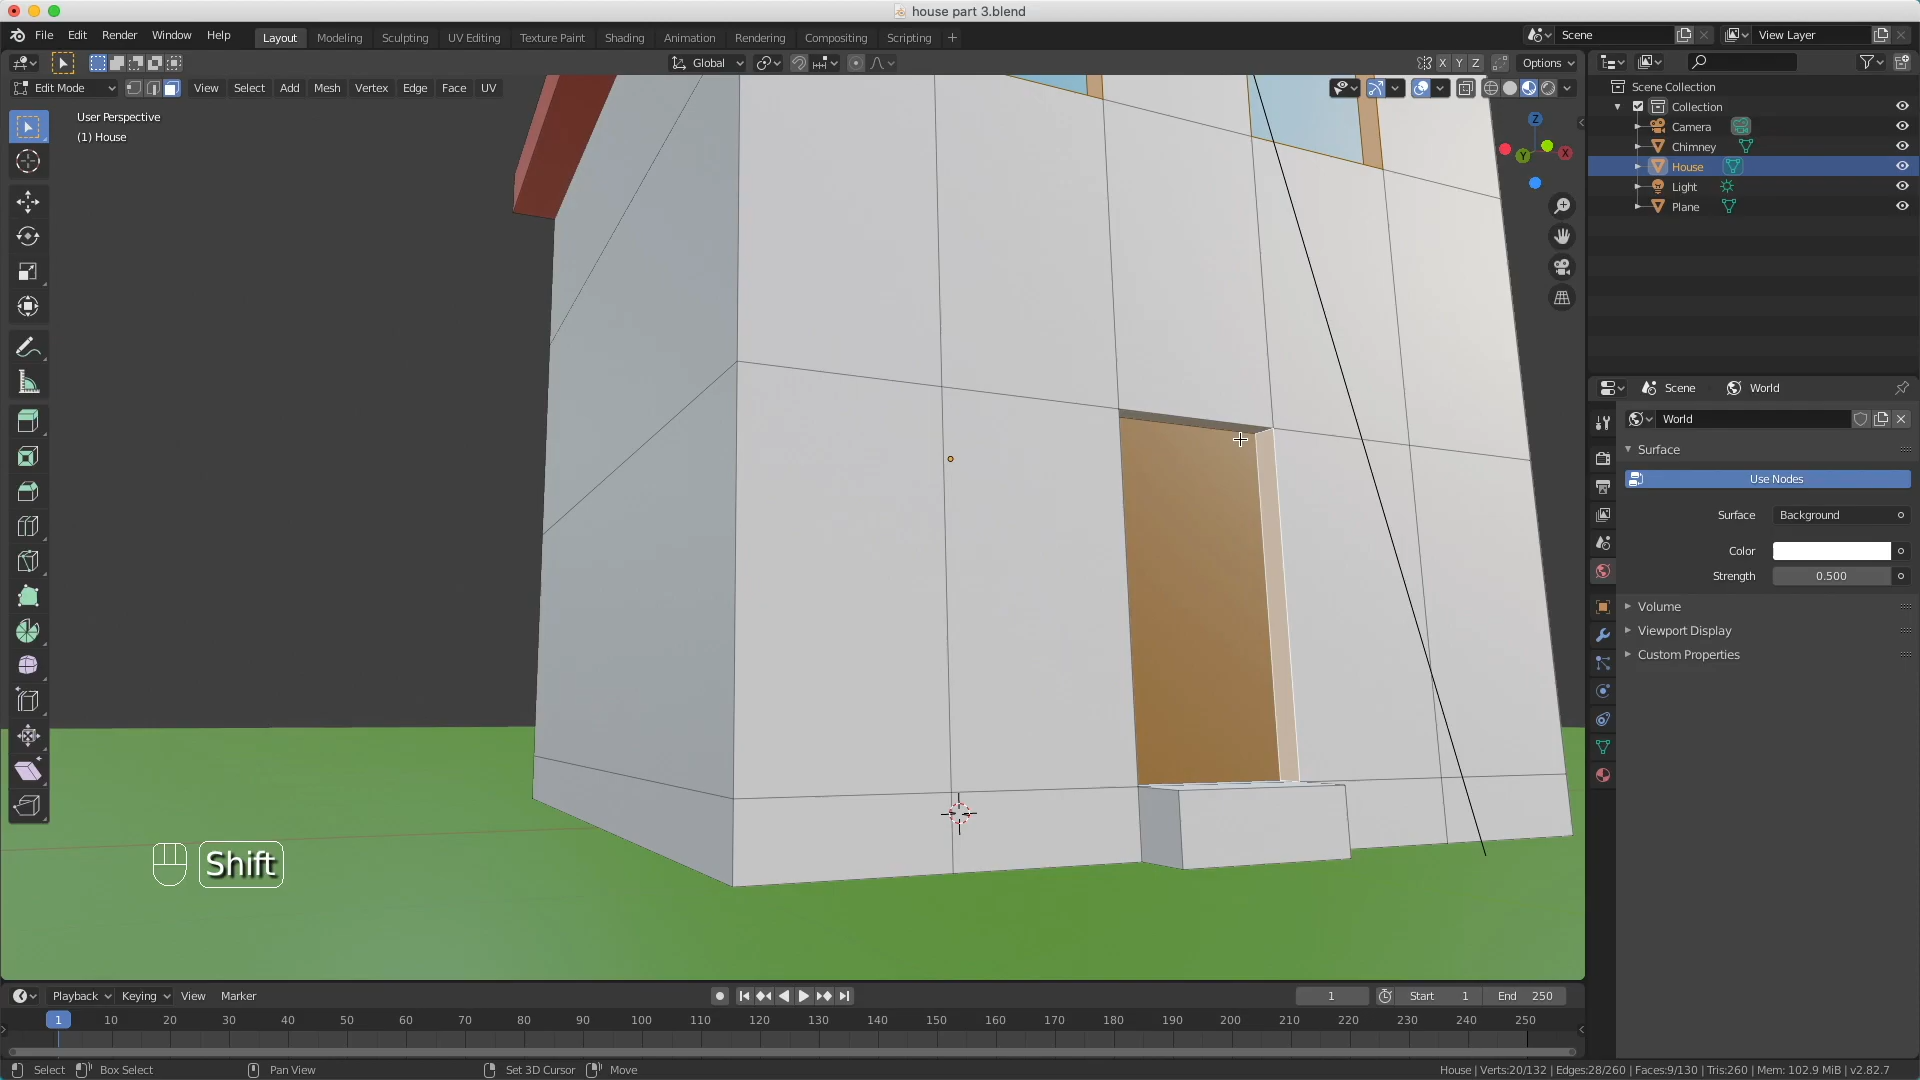 house part 3.blend
File Edit Render Window Help Layout Modeling Sculpting UV Editing Texture Paint Shading Animation Rendering Compositing Scripting + Scene View Layer
Global X Y Z Options
Edit Mode View Select Add Mesh Vertex Edge Face UV
User Perspective
(1) House
Z
Y
X
Scene Collection
Collection
Camera
Chimney
House
Light
Plane
Scene World
World
Surface
Use Nodes
Surface Background
Color
Strength 0.500
Volume
Viewport Display
Custom Properties
Shift
Playback Keying View Marker 1 Start 1 End 250
1 10 20 30 40 50 60 70 80 90 100 110 120 130 140 150 160 170 180 190 200 210 220 230 240 250
Select Box Select Pan View Set 3D Cursor Move House | Verts:20/132 | Edges:28/260 | Faces:9/130 | Tris:260 | Mem: 102.9 MiB | v2.82.7